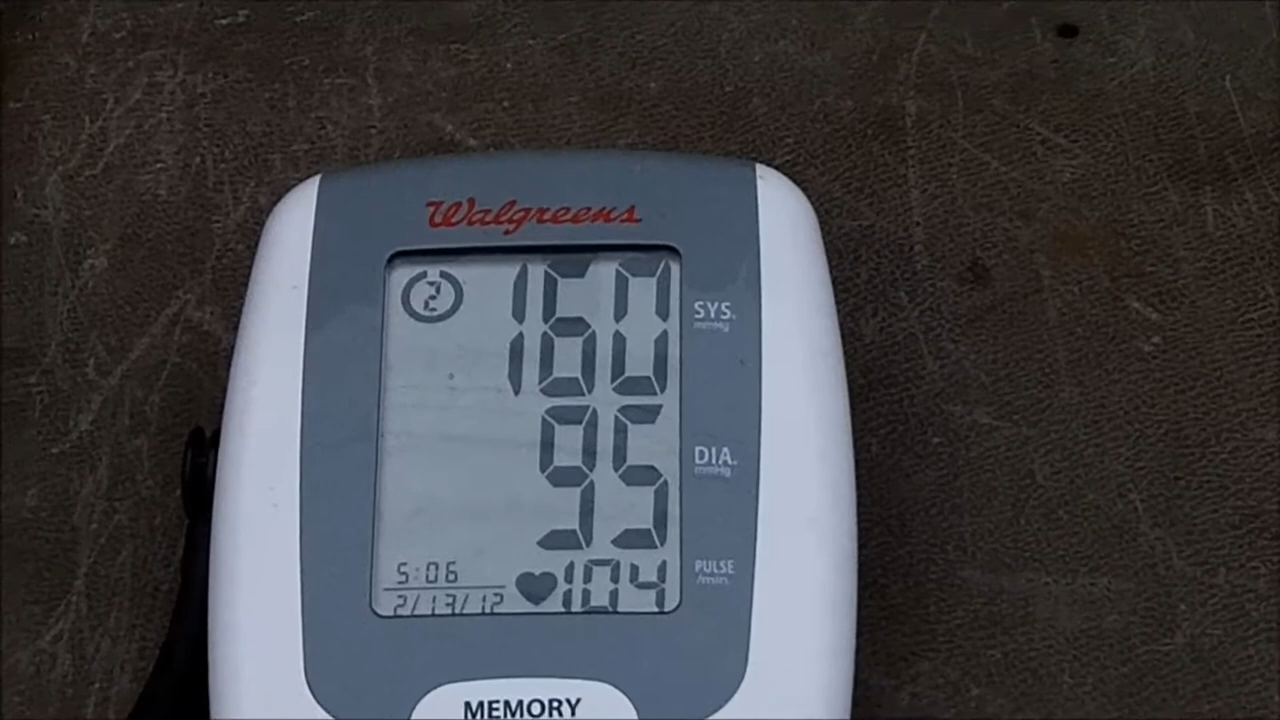 Walgreens
2
160
SYS.
mmHg
95
DIA.
mmHg
5:06
104
PULSE
/min.
2/13/12
MEMORY